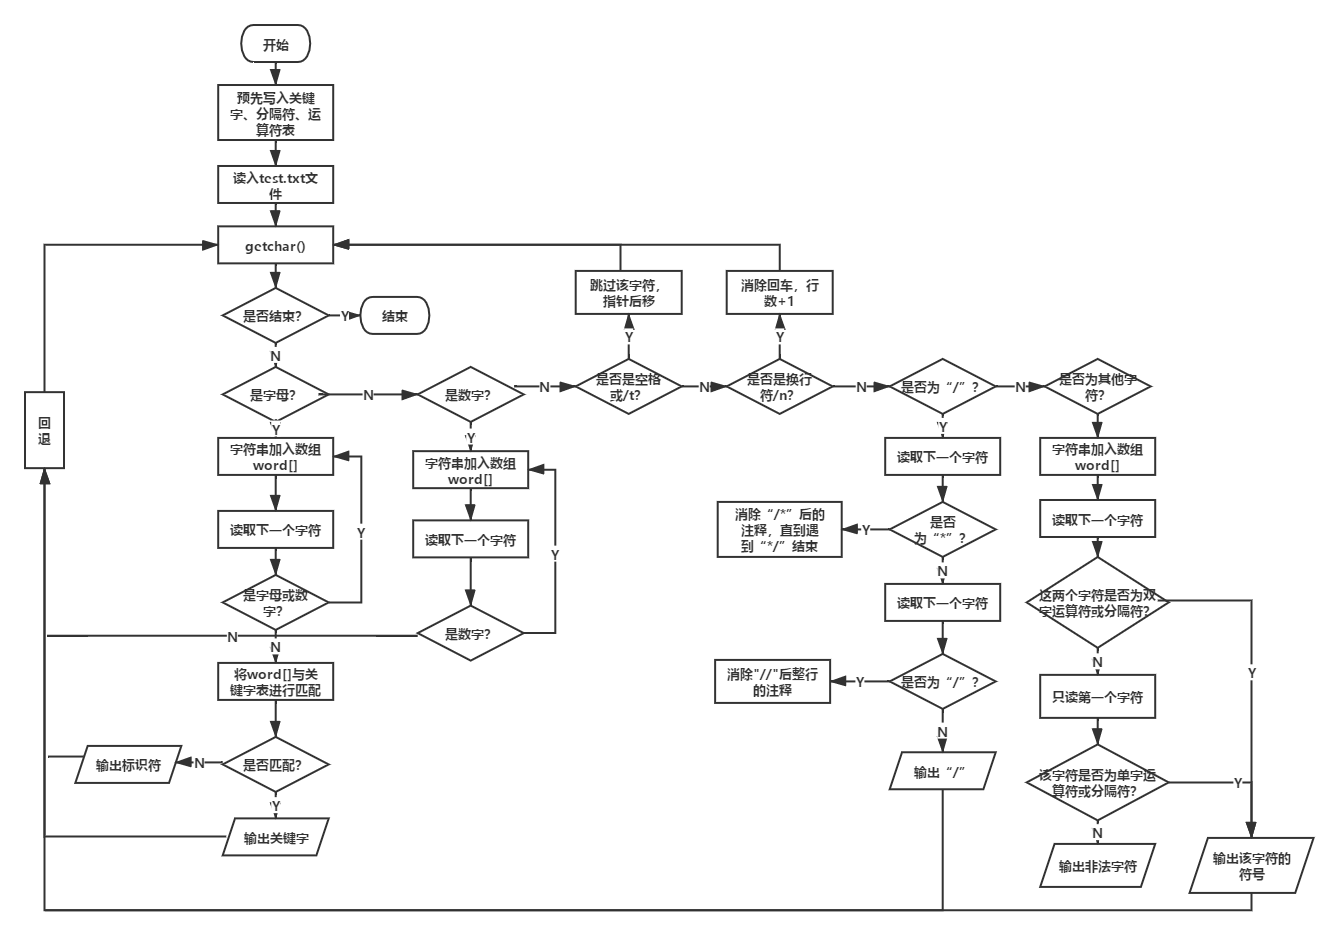 开始
预先写入关键
字、分隔符、运
算符表
读入test.txt文
件
getchar()
是否结束？
Y
结束
N
是字母？
N
Y
字符串加入数组
word[]
读取下一个字符
是字母或数
字？
Y
N
将word[]与关
键字表进行匹配
是否匹配？
N
输出标识符
Y
输出关键字
回
退
是数字？
N
Y
字符串加入数组
word[]
读取下一个字符
是数字？
Y
N
是否是空格
或/t？
Y
跳过该字符，
指针后移
N
是否是换行
符/n？
Y
消除回车，行
数+1
N
是否为“/”？
Y
读取下一个字符
是否
为“*”？
Y
消除“/*”后的
注释，直到遇
到“*/”结束
N
读取下一个字符
是否为“/”？
Y
消除"//"后整行
的注释
N
输出“/”
N
是否为其他字
符？
字符串加入数组
word[]
读取下一个字符
这两个字符是否为双
字运算符或分隔符？
Y
N
只读第一个字符
该字符是否为单字运
算符或分隔符？
Y
N
输出非法字符
输出该字符的
符号